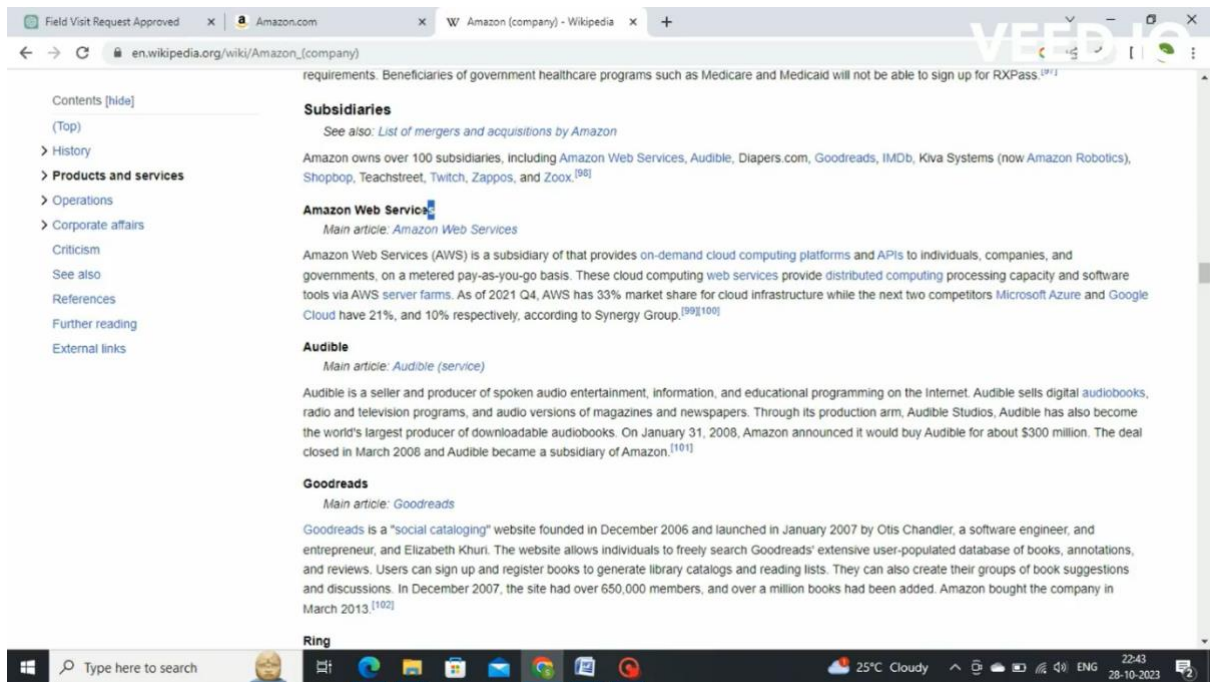 Field Visit Request Approved
Amazon.com
Amazon (company) - Wikipedia
VEED.IO
en.wikipedia.org/wiki/Amazon_(company)
requirements. Beneficiaries of government healthcare programs such as Medicare and Medicaid will not be able to sign up for RXPass.[97]
Contents [hide]
(Top)
History
Products and services
Operations
Corporate affairs
Criticism
See also
References
Further reading
External links
Subsidiaries
See also: List of mergers and acquisitions by Amazon
Amazon owns over 100 subsidiaries, including Amazon Web Services, Audible, Diapers.com, Goodreads, IMDb, Kiva Systems (now Amazon Robotics),
Shopbop, Teachstreet, Twitch, Zappos, and Zoox.[98]
Amazon Web Services
Main article: Amazon Web Services
Amazon Web Services (AWS) is a subsidiary of that provides on-demand cloud computing platforms and APIs to individuals, companies, and
governments, on a metered pay-as-you-go basis. These cloud computing web services provide distributed computing processing capacity and software
tools via AWS server farms. As of 2021 Q4, AWS has 33% market share for cloud infrastructure while the next two competitors Microsoft Azure and Google
Cloud have 21%, and 10% respectively, according to Synergy Group.[99][100]
Audible
Main article: Audible (service)
Audible is a seller and producer of spoken audio entertainment, information, and educational programming on the Internet. Audible sells digital audiobooks,
radio and television programs, and audio versions of magazines and newspapers. Through its production arm, Audible Studios, Audible has also become
the world's largest producer of downloadable audiobooks. On January 31, 2008, Amazon announced it would buy Audible for about $300 million. The deal
closed in March 2008 and Audible became a subsidiary of Amazon.[101]
Goodreads
Main article: Goodreads
Goodreads is a "social cataloging" website founded in December 2006 and launched in January 2007 by Otis Chandler, a software engineer, and
entrepreneur, and Elizabeth Khuri. The website allows individuals to freely search Goodreads' extensive user-populated database of books, annotations,
and reviews. Users can sign up and register books to generate library catalogs and reading lists. They can also create their groups of book suggestions
and discussions. In December 2007, the site had over 650,000 members, and over a million books had been added. Amazon bought the company in
March 2013.[102]
Ring
Type here to search
25°C Cloudy
ENG
22:43
28-10-2023
2